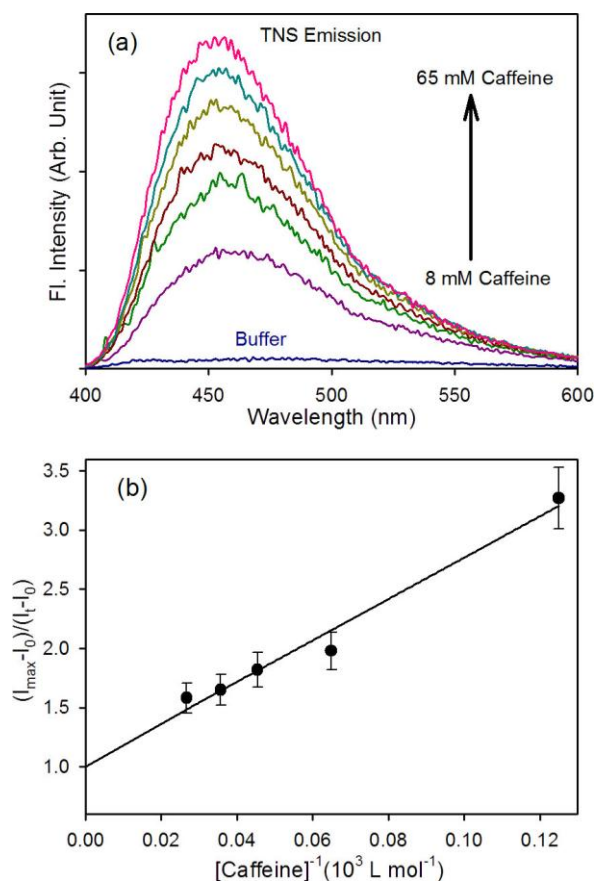 (a)
TNS Emission
65 mM Caffeine
8 mM Caffeine
Buffer
Fl. Intensity (Arb. Unit)
400 450 500 550 600
Wavelength (nm)
(b)
3.5
3.0
2.5
2.0
1.5
1.0
(Imax-I0)/(It-I0)
0.00 0.02 0.04 0.06 0.08 0.10 0.12
[Caffeine]-1(103 L mol-1)